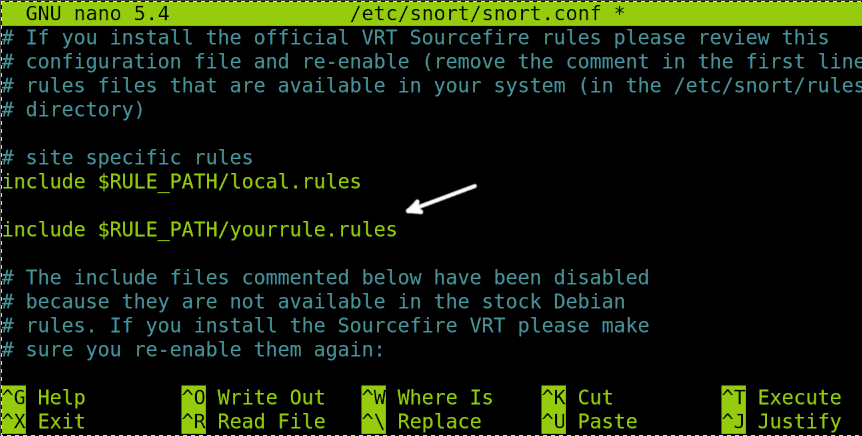 GNU nano 5.4 /etc/snort/snort.conf *
# If you install the official VRT Sourcefire rules please review this
# configuration file and re-enable (remove the comment in the first line
# rules files that are available in your system (in the /etc/snort/rules
# directory)
# site specific rules
include $RULE_PATH/local.rules
include $RULE_PATH/yourrule.rules
# The include files commented below have been disabled
# because they are not available in the stock Debian
# rules. If you install the Sourcefire VRT please make
# sure you re-enable them again:
^G Help ^O Write Out ^W Where Is ^K Cut ^T Execute
^X Exit ^R Read File ^\ Replace ^U Paste ^J Justify